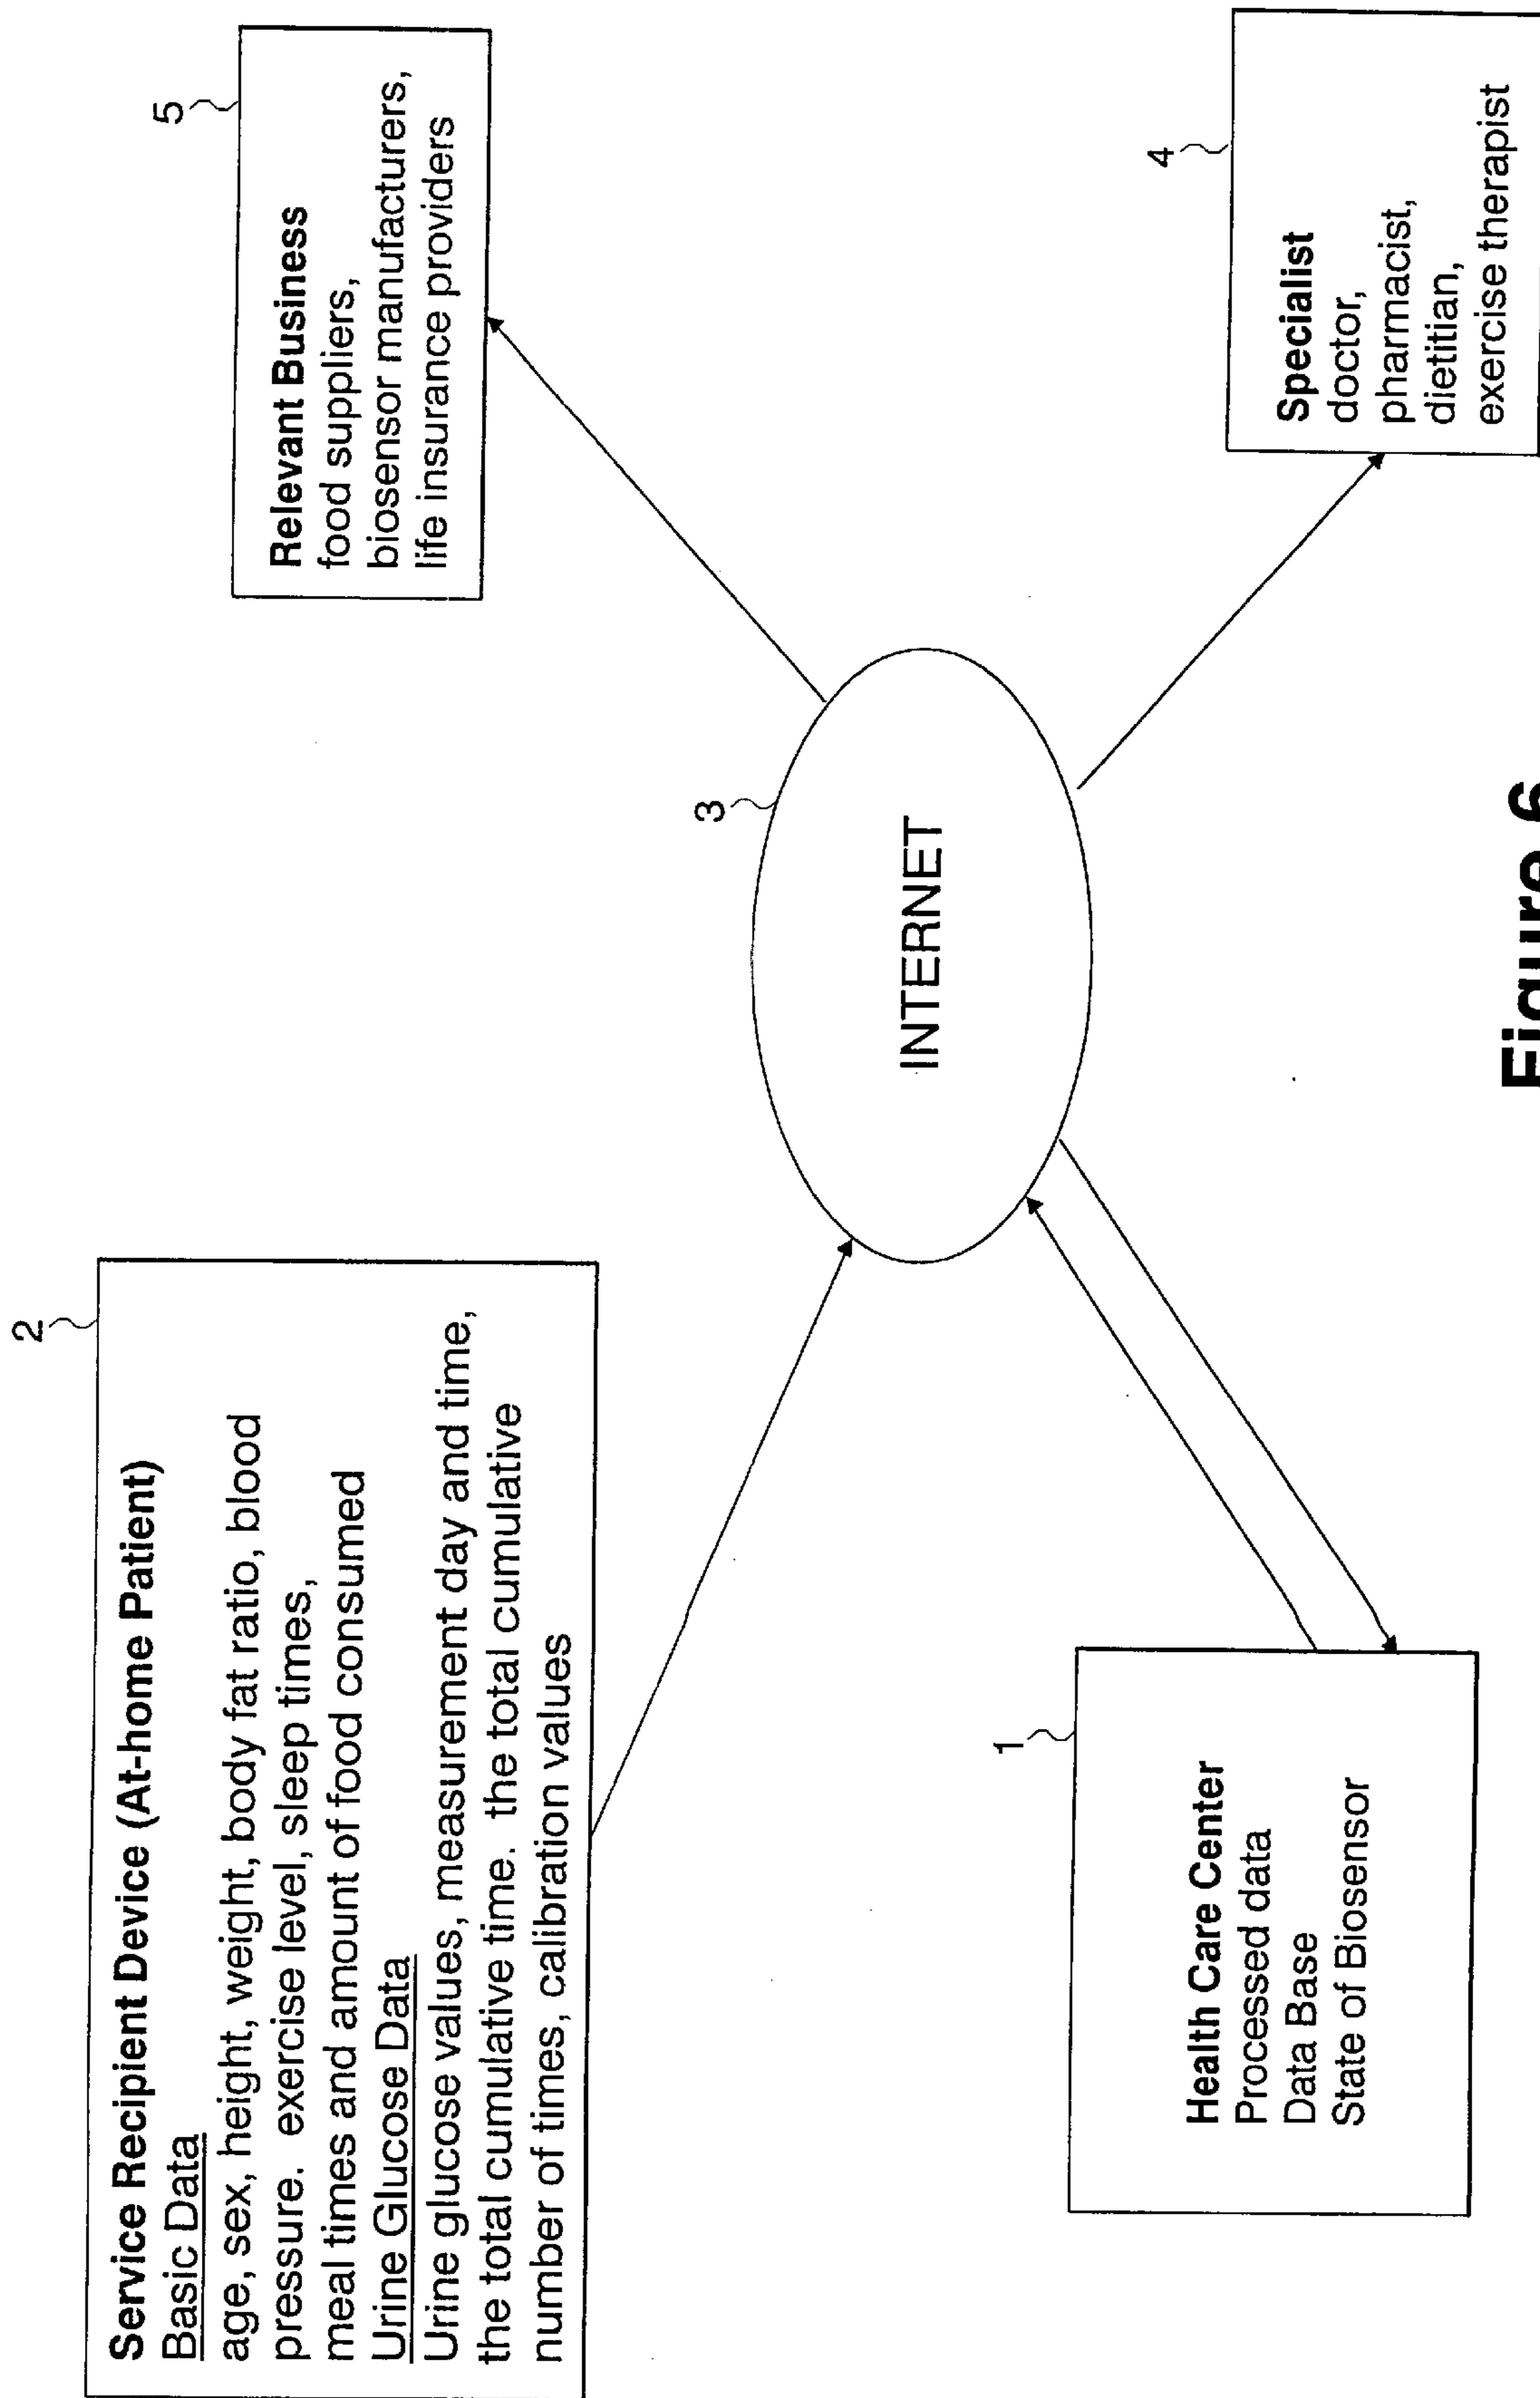 2
Service Recipient Device (At-home Patient)
Basic Data
age, sex, height, weight, body fat ratio, blood
pressure. exercise level, sleep times,
meal times and amount of food consumed
Urine Glucose Data
Urine glucose values, measurement day and time,
the total cumulative time. the total cumulative
number of times, calibration values
5
Relevant Business
food suppliers,
biosensor manufacturers,
life insurance providers
3
INTERNET
1
Health Care Center
Processed data
Data Base
State of Biosensor
4
Specialist
doctor,
pharmacist,
dietitian,
exercise therapist
Figure 6